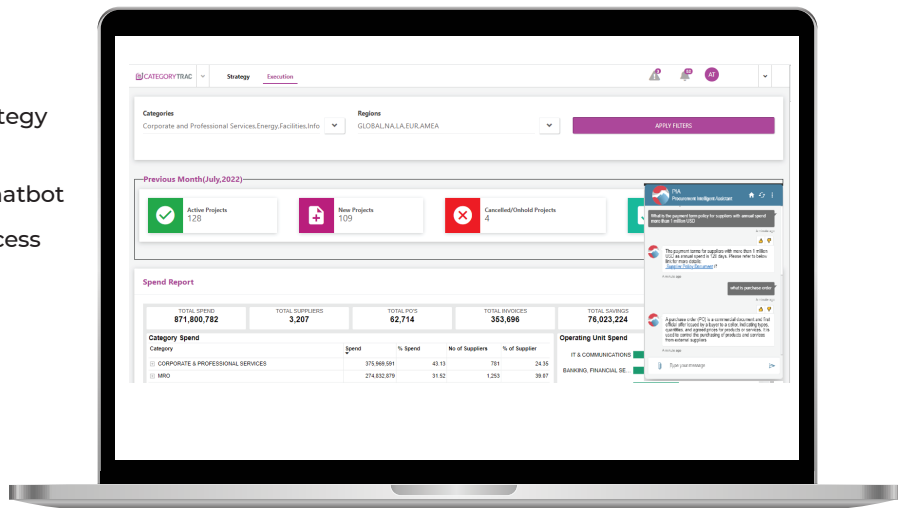 tegy
hatbot
cess
CATEGORYTRAC
Strategy
Execution
AT
Categories
Corporate and Professional Services,Energy,Facilities,Info
Regions
GLOBAL,NA,LA,EUR,AMEA
APPLY FILTERS
Previous Month(July,2022)
Active Projects
128
New Projects
109
Cancelled/Onhold Projects
4
Spend Report
TOTAL SPEND
871,800,782
TOTAL SUPPLIERS
3,207
TOTAL PO'S
62,714
TOTAL INVOICES
353,696
TOTAL SAVINGS
76,023,224
Category Spend
Category
Spend
% Spend
No of Suppliers
% of Supplier
CORPORATE & PROFESSIONAL SERVICES
375,969,591
43.13
781
24.35
MRO
274,832,879
31.52
1,253
39.07
Operating Unit Spend
IT & COMMUNICATIONS
BANKING, FINANCIAL SE...
PIA
Procurement Intelligent Assistant
What is the payment term policy for suppliers with annual spend
more than 1 million USD
The payment terms for suppliers with more than 1 million
USD as annual spend is 120 days. Please refer to below
link for more details:
Supplier Policy Document
what is purchase order
A purchase order (PO) is a commercial document and first
official offer issued by a buyer to a seller, indicating types,
quantities, and agreed prices for products or services. It is
used to control the purchasing of products and services
from external suppliers
Type your message